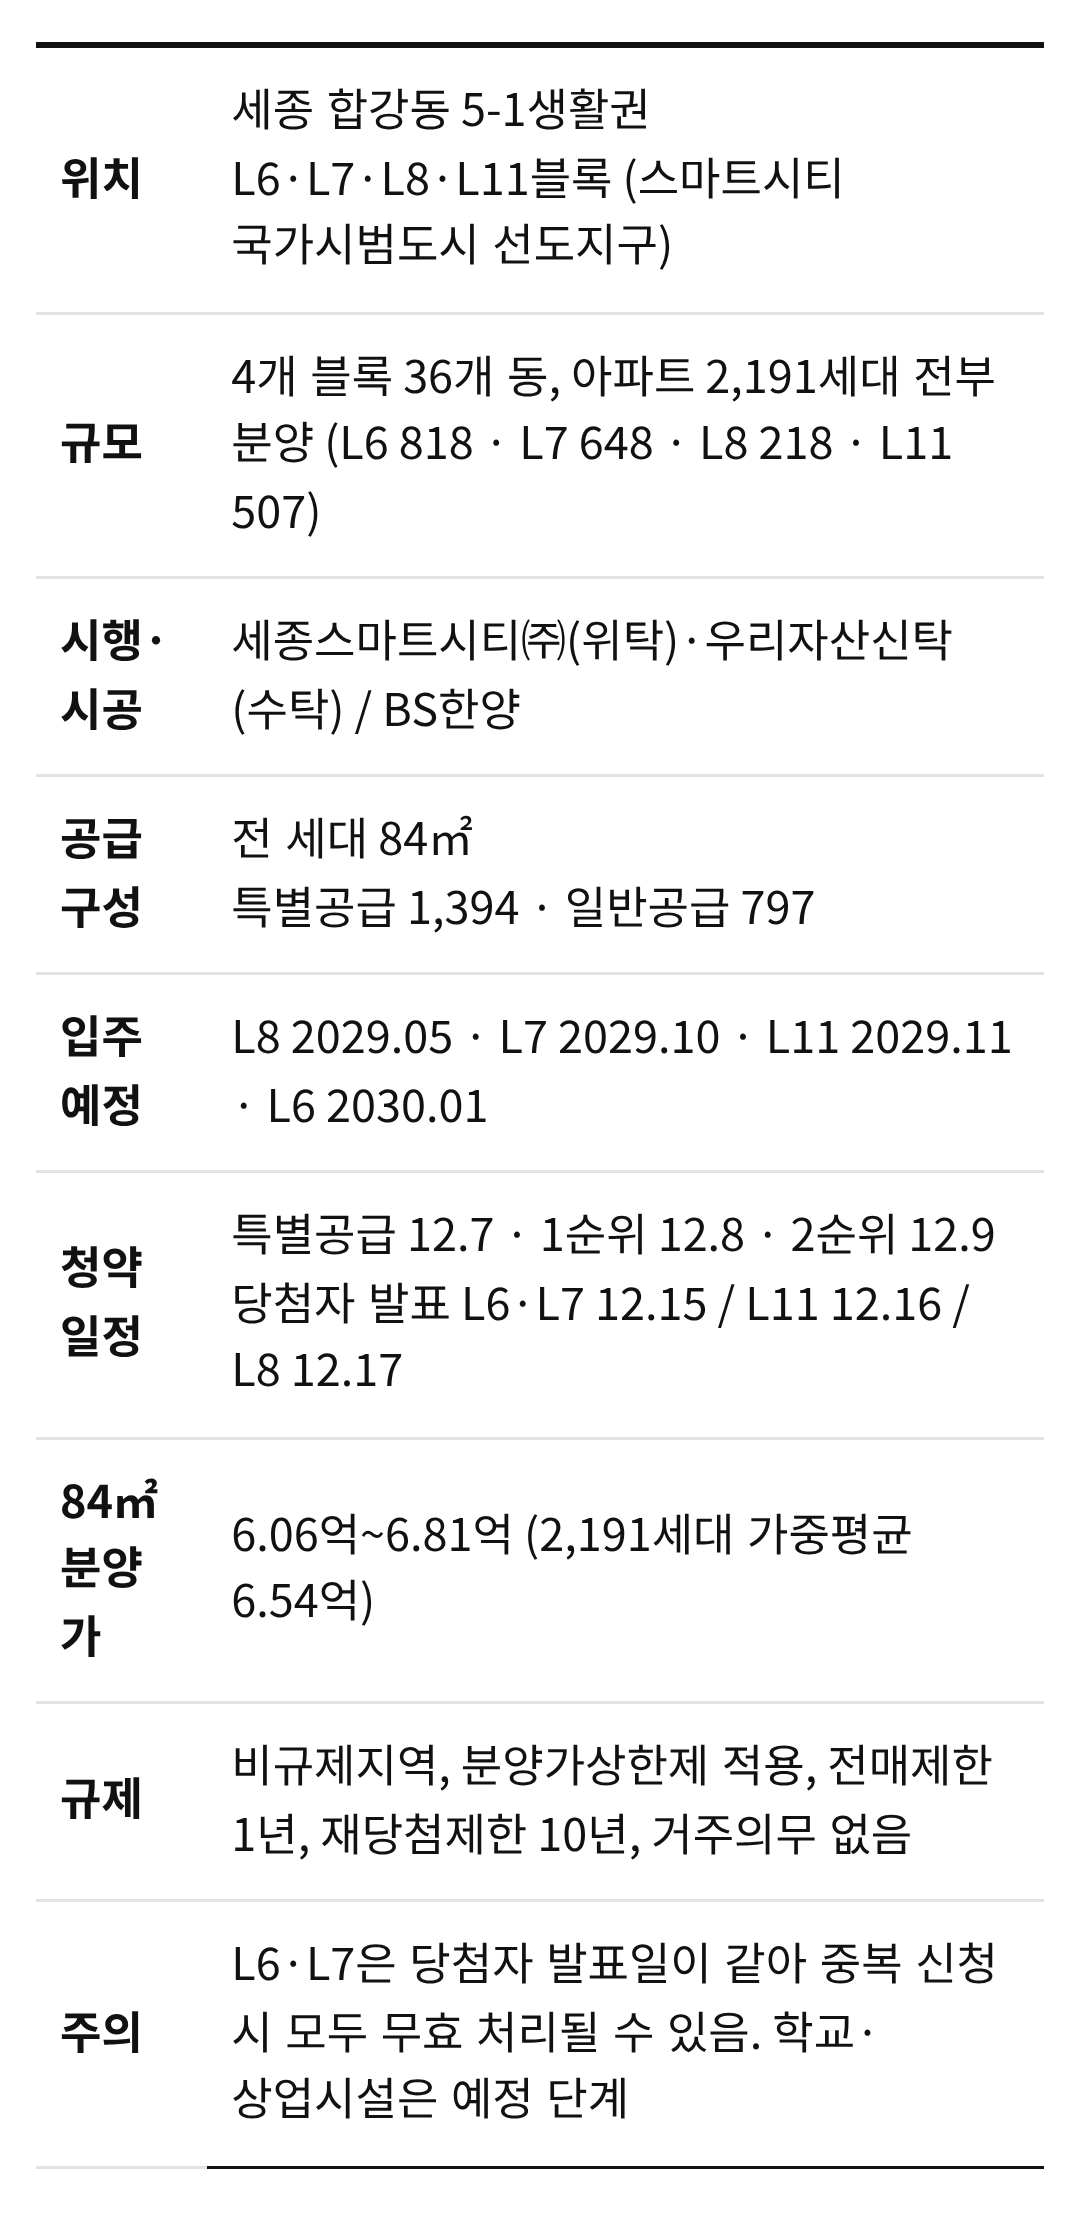 위치
세종 합강동 5-1생활권
L6·L7·L8·L11블록 (스마트시티
국가시범도시 선도지구)
규모
4개 블록 36개 동, 아파트 2,191세대 전부
분양 (L6 818 · L7 648 · L8 218 · L11
507)
시행·
시공
세종스마트시티㈜(위탁)·우리자산신탁
(수탁) / BS한양
공급
구성
전 세대 84㎡
특별공급 1,394 · 일반공급 797
입주
예정
L8 2029.05 · L7 2029.10 · L11 2029.11
· L6 2030.01
청약
일정
특별공급 12.7 · 1순위 12.8 · 2순위 12.9
당첨자 발표 L6·L7 12.15 / L11 12.16 /
L8 12.17
84㎡
분양
가
6.06억~6.81억 (2,191세대 가중평균
6.54억)
규제
비규제지역, 분양가상한제 적용, 전매제한
1년, 재당첨제한 10년, 거주의무 없음
주의
L6·L7은 당첨자 발표일이 같아 중복 신청
시 모두 무효 처리될 수 있음. 학교·
상업시설은 예정 단계